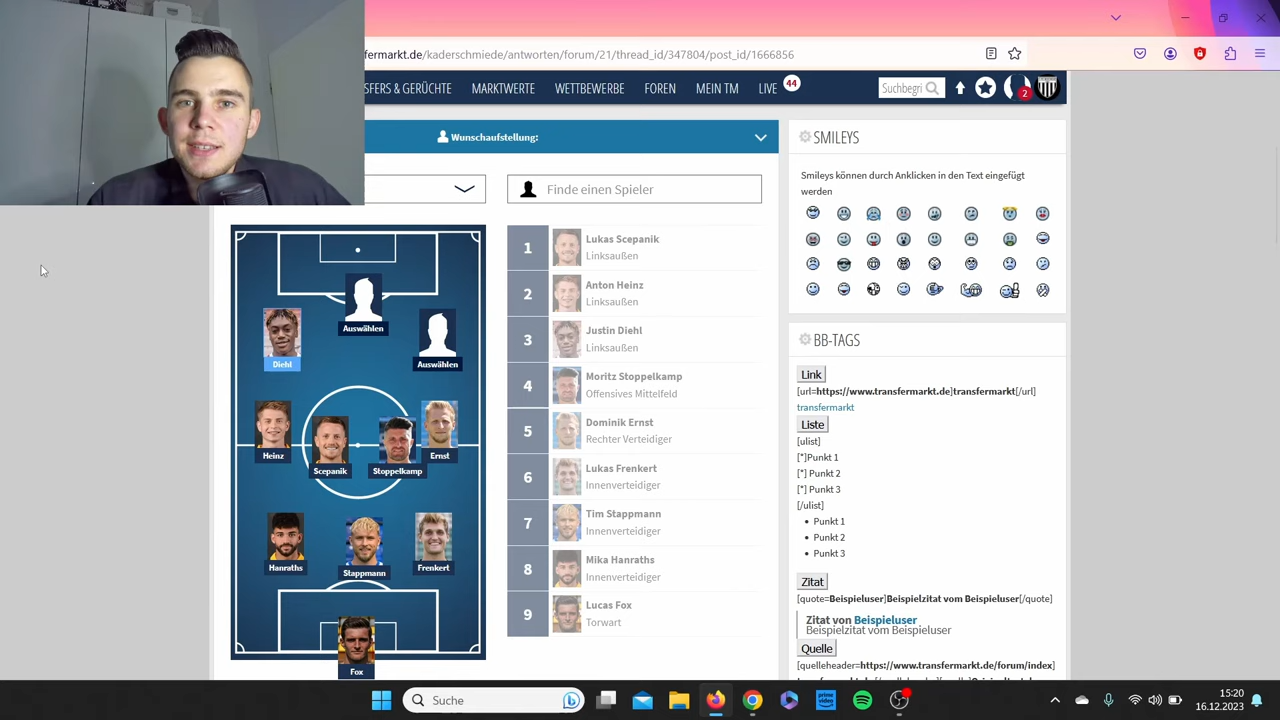 fermarkt.de/kaderschmiede/antworten/forum/21/thread_id/347804/post_id/1666856
SFERS & GERÜCHTE
MARKTWERTE
WETTBEWERBE
FOREN
MEIN TM
LIVE
44
Suchbegri
2
Wunschaufstellung:
Finde einen Spieler
Auswählen
Diehl
Auswählen
Heinz
Scepanik
Stoppelkamp
Ernst
Hanraths
Stappmann
Frenkert
Fox
1
Lukas Scepanik
Linksaußen
2
Anton Heinz
Linksaußen
3
Justin Diehl
Linksaußen
4
Moritz Stoppelkamp
Offensives Mittelfeld
5
Dominik Ernst
Rechter Verteidiger
6
Lukas Frenkert
Innenverteidiger
7
Tim Stappmann
Innenverteidiger
8
Mika Hanraths
Innenverteidiger
9
Lucas Fox
Torwart
SMILEYS
Smileys können durch Anklicken in den Text eingefügt
werden
BB-TAGS
Link
[url=https://www.transfermarkt.de]transfermarkt[/url]
transfermarkt
Liste
[ulist]
[*]Punkt 1
[*] Punkt 2
[*] Punkt 3
[/ulist]
• Punkt 1
• Punkt 2
• Punkt 3
Zitat
[quote=Beispieluser]Beispielzitat vom Beispieluser[/quote]
Zitat von Beispieluser
Beispielzitat vom Beispieluser
Quelle
[quelleheader=https://www.transfermarkt.de/forum/index]
Suche
prime video
15:20
16.12.2023